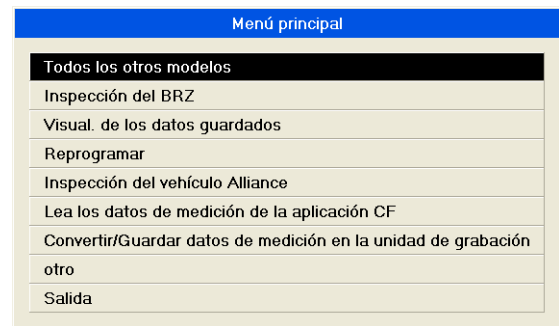 Menú principal
Todos los otros modelos
Inspección del BRZ
Visual. de los datos guardados
Reprogramar
Inspección del vehículo Alliance
Lea los datos de medición de la aplicación CF
Convertir/Guardar datos de medición en la unidad de grabación
otro
Salida